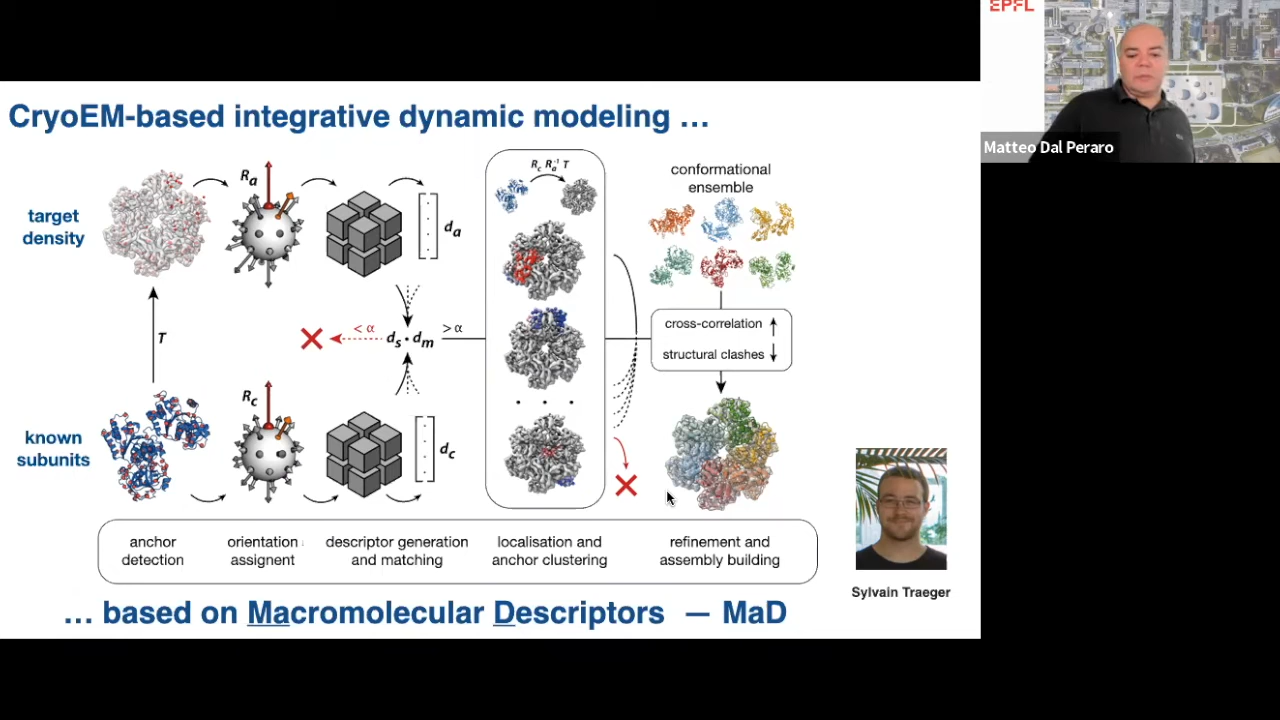 EPFL
Matteo Dal Peraro
CryoEM-based integrative dynamic modeling ...
target
density
known
subunits
T
Ra
da
Rc
dc
< α
ds · dm
> α
Rc Ra⁻¹ T
conformational
ensemble
cross-correlation ↑
structural clashes ↓
anchor
detection
orientation
assignent
descriptor generation
and matching
localisation and
anchor clustering
refinement and
assembly building
Sylvain Traeger
... based on Macromolecular Descriptors — MaD